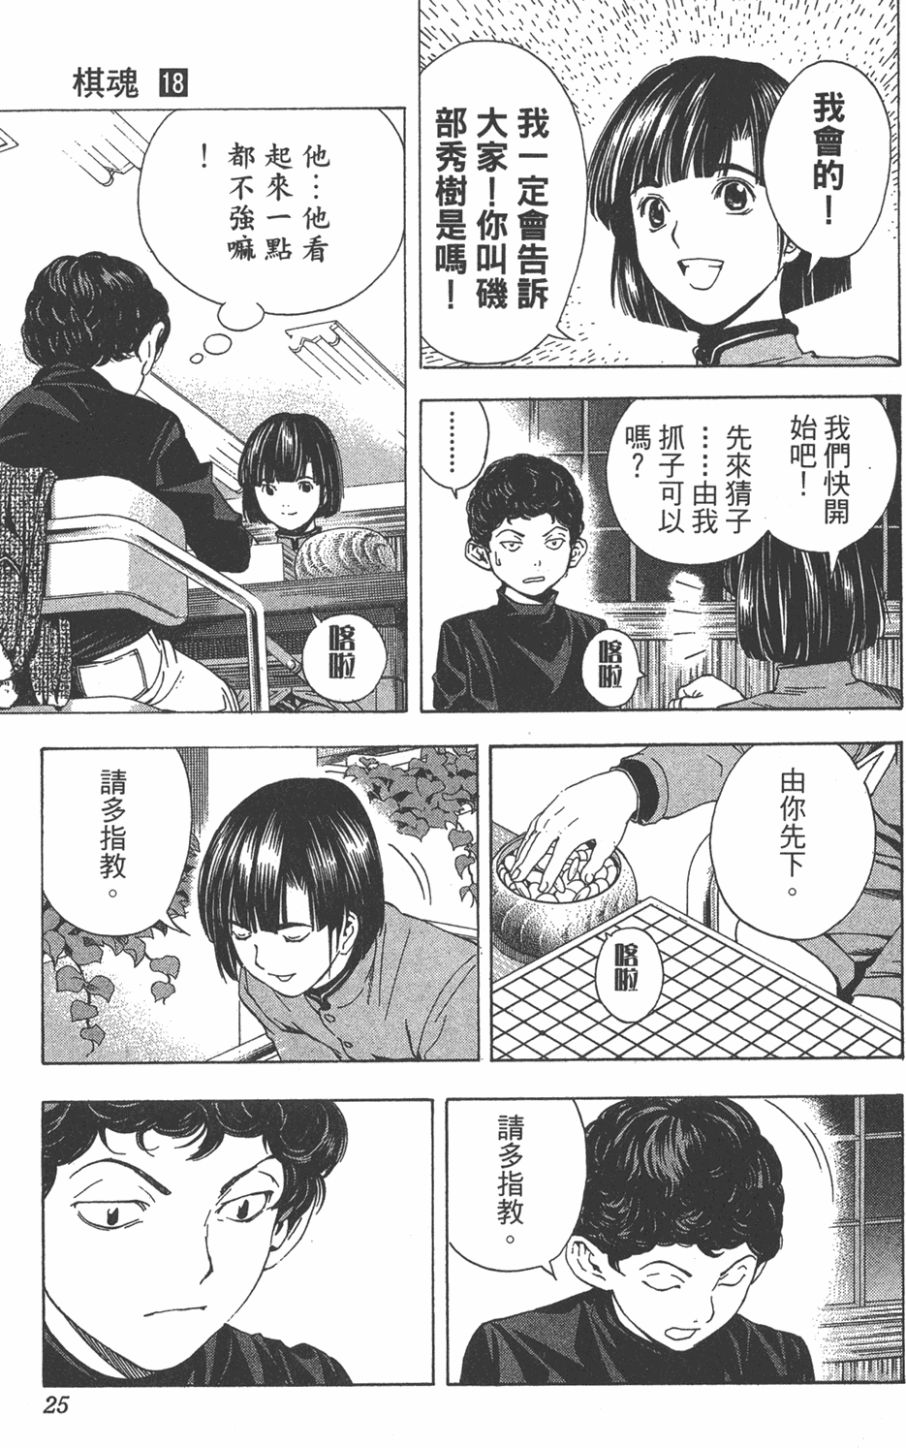 棋魂 18
我會的！
我一定會告訴
大家！你叫磯
部秀樹是嗎！
他…他看
起來一點
都不強嘛
！
喀啦
我們快開
始吧！
先來猜子
……由我
抓子可以
嗎？
………
喀啦
由你先下。
喀啦
請多指教。
請多指教。
25